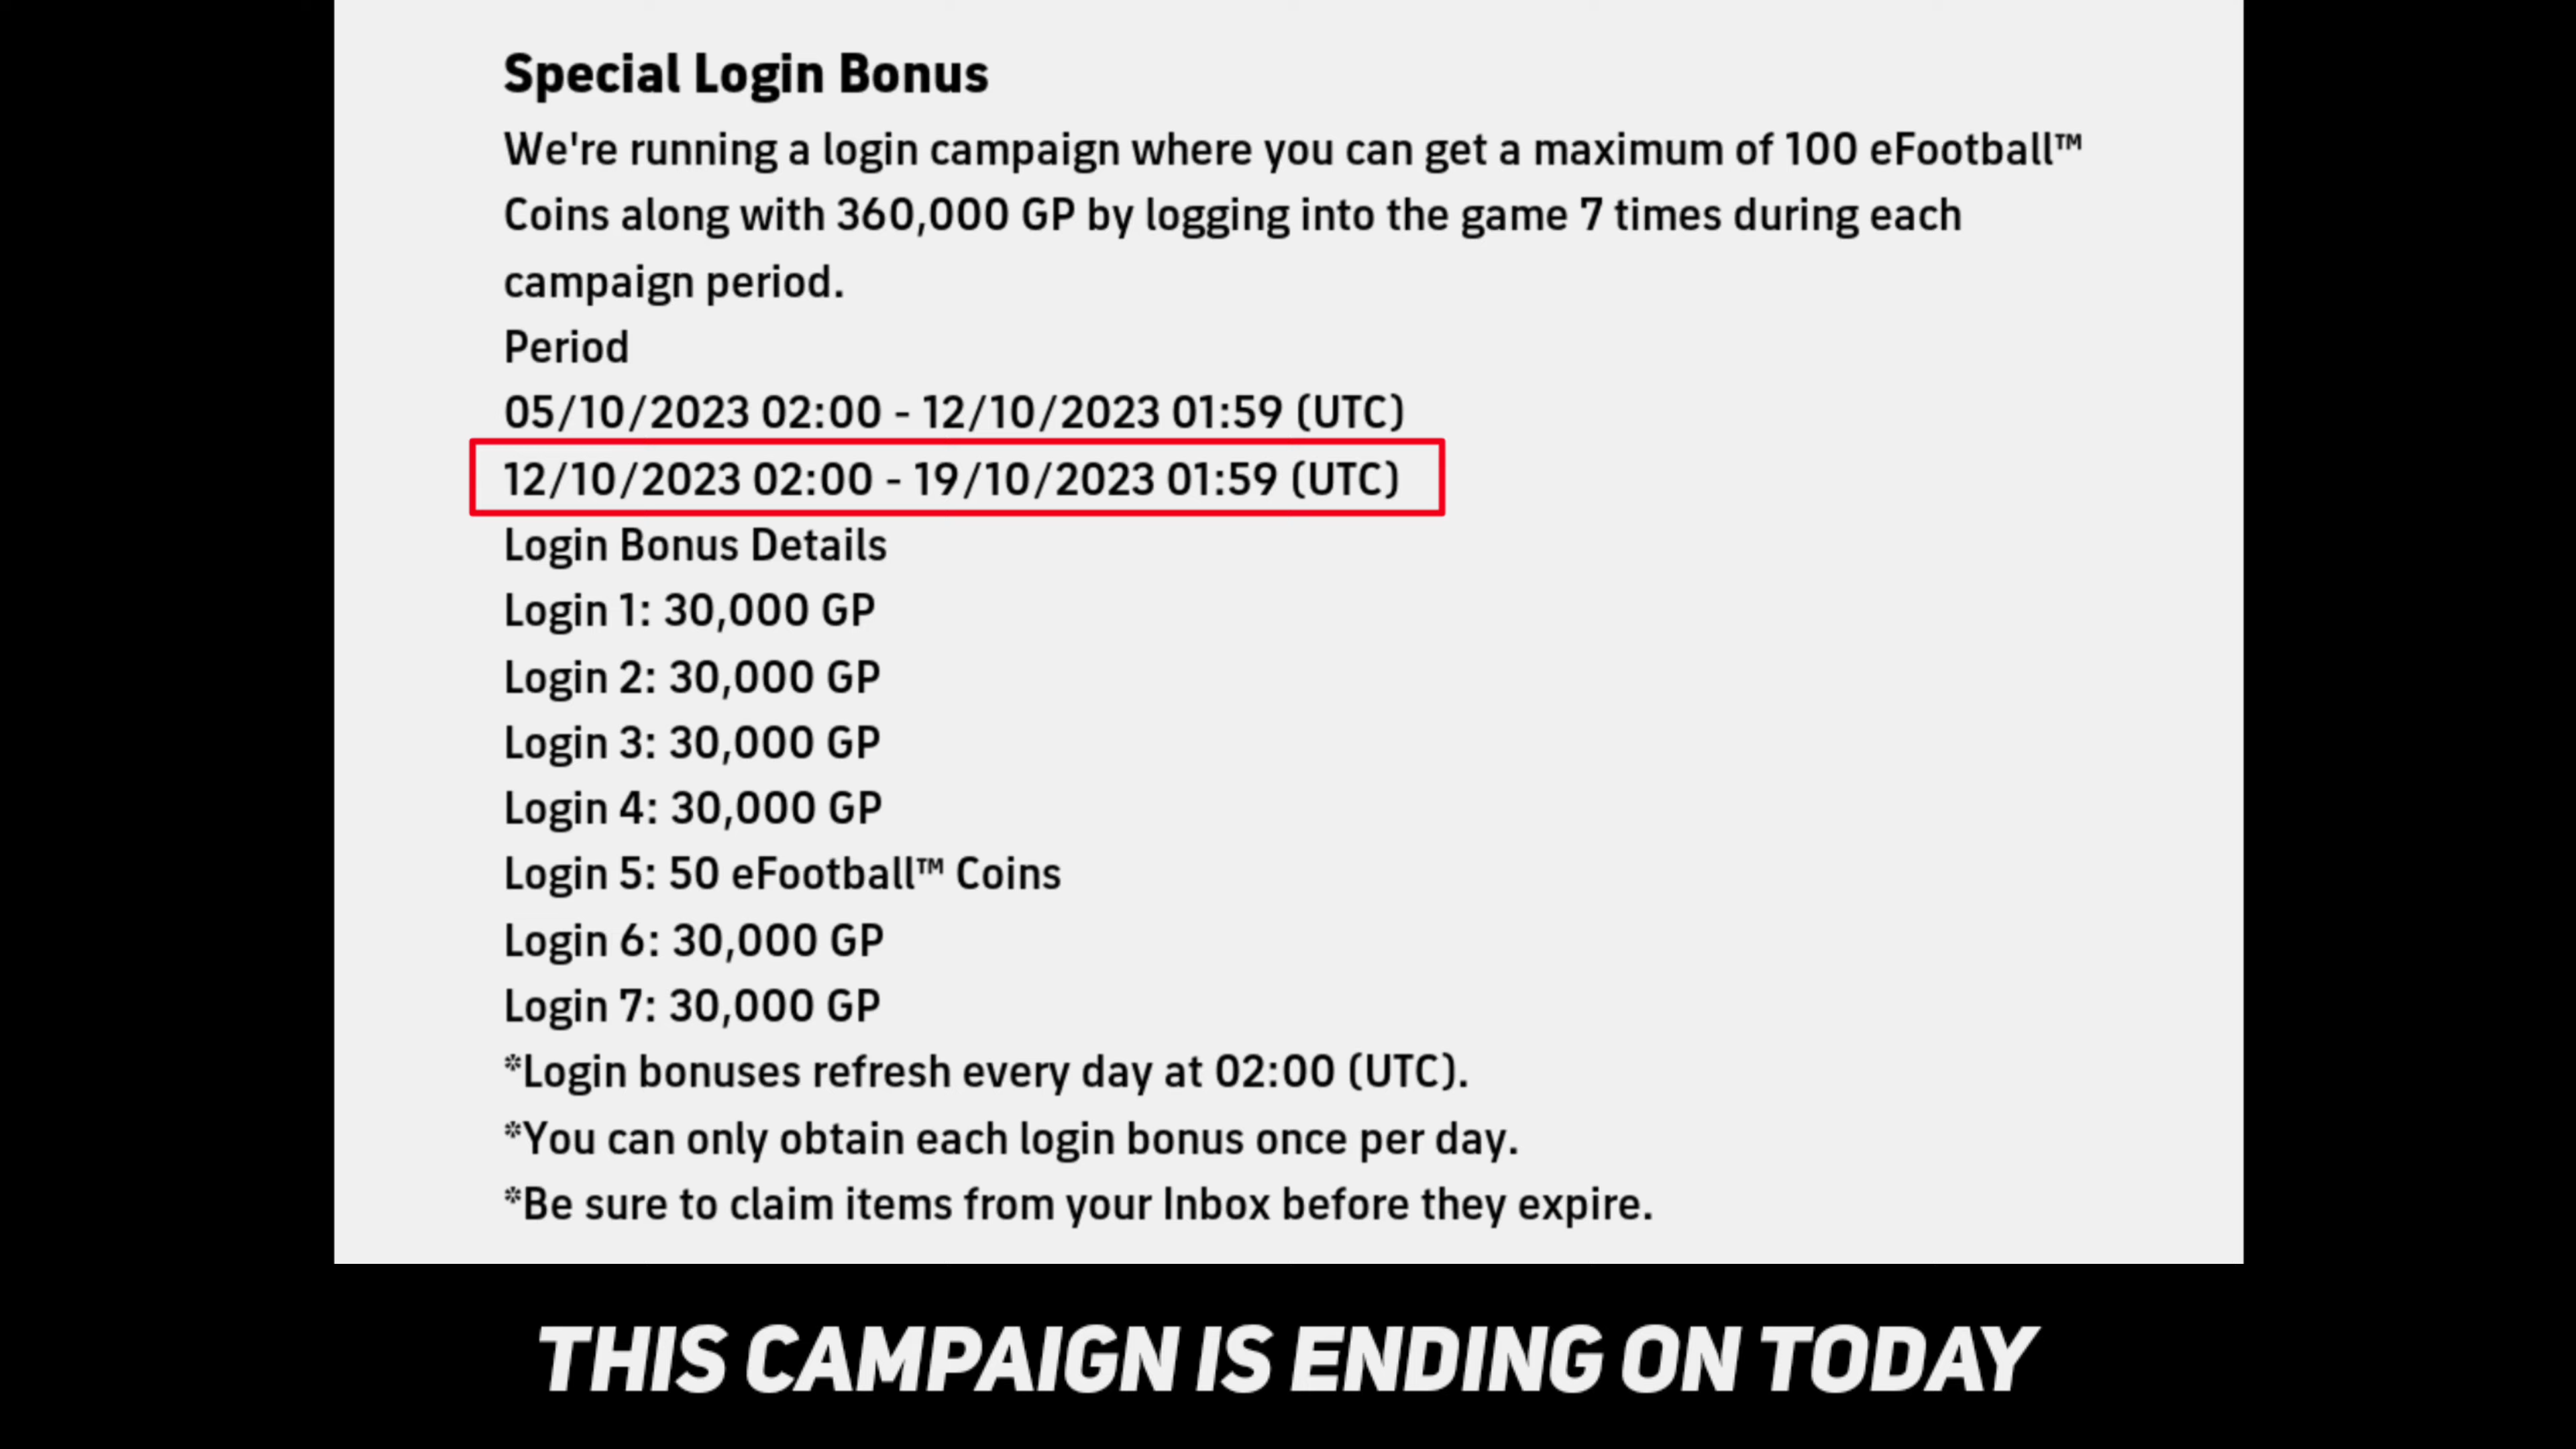 Special Login Bonus
We're running a login campaign where you can get a maximum of 100 eFootball™
Coins along with 360,000 GP by logging into the game 7 times during each
campaign period.
Period
05/10/2023 02:00 - 12/10/2023 01:59 (UTC)
12/10/2023 02:00 - 19/10/2023 01:59 (UTC)
Login Bonus Details
Login 1: 30,000 GP
Login 2: 30,000 GP
Login 3: 30,000 GP
Login 4: 30,000 GP
Login 5: 50 eFootball™ Coins
Login 6: 30,000 GP
Login 7: 30,000 GP
*Login bonuses refresh every day at 02:00 (UTC).
*You can only obtain each login bonus once per day.
*Be sure to claim items from your Inbox before they expire.
THIS CAMPAIGN IS ENDING ON TODAY